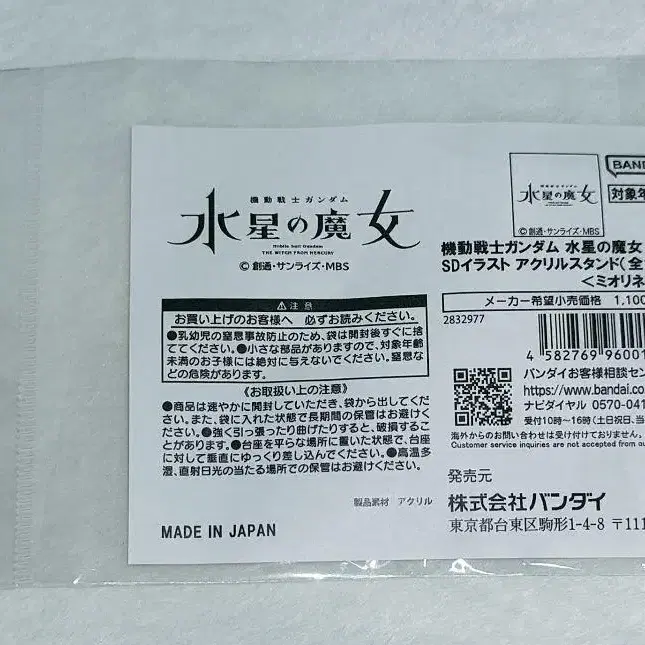 機動戦士ガンダム
水星の魔女
Mobile Suit Gundam
THE WITCH FROM MERCURY
©創通・サンライズ・MBS
⚠注意
お買い上げのお客様へ 必ずお読みください。
●乳幼児の窒息事故防止のため、袋は開封後すぐに捨
ててください。●小さな部品がありますので、対象年齢
未満のお子様には絶対に与えないでください。窒息な
どの危険があります。
《お取扱い上の注意》
●商品は速やかに開封していただき、袋から出してくだ
さい。また、袋に入れた状態で長期間の保管はお避けく
ださい。●強く引っ張ったり曲げたりすると、破損するこ
とがあります。●台座を平らな場所に置いた状態で、台座
に対して垂直にゆっくり差し込んでください。●高温多
湿、直射日光の当たる場所での保管はお避けください。
製品素材 アクリル
MADE IN JAPAN
水星の魔女
©創通・サンライズ・MBS
BAND
対象年
機動戦士ガンダム 水星の魔女
SDイラスト アクリルスタンド(全
<ミオリネ
メーカー希望小売価格 1,100
2832977
4 582769 96001
バンダイお客様相談セン
https://www.bandai.co
ナビダイヤル 0570-041
受付10時〜16時(土日祝日、当
海外からのお問い合わせは受け付けておりません。
Customer service inquiries are not accepted from ou
発売元
株式会社バンダイ
東京都台東区駒形1-4-8 〒111